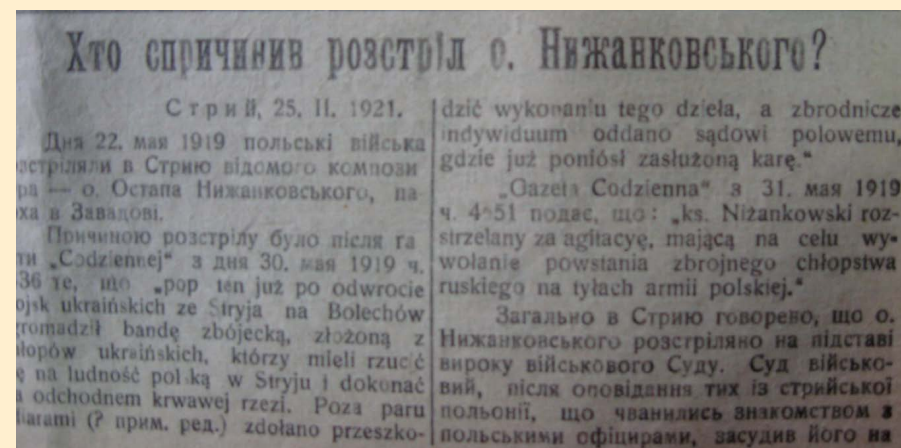 Хто спричинив розстріл о. Нижанковського?
Стрий, 25. II. 1921.
Дня 22. мая 1919 польські війська
зстріляли в Стрию відомого компози
ра — о. Остапа Нижанковського, па-
ха в Завадові.
Причиною розстрілу було після га
ти „Codziennej" з дня 30. мая 1919 ч.
36 те, що „pop ten już po odwrocie
ojsk ukraińskich ze Stryja na Bolechów
romadził bandę zbójecką, złożoną z
łopów ukraińskich, którzy mieli rzucić
ę na ludność polską w Stryju i dokonać
a odchodnem krwawej rzezi. Poza paru
iarami (? прим. ред.) zdołano przeszko-
dzić wykonaniu tego dzieła, a zbrodnicze
indywiduum oddano sądowi polowemu,
gdzie już poniósł zasłużoną karę."
„Gazeta Codzienna" з 31. мая 1919
ч. 4551 подає, що: „ks. Niżankowski roz-
strzelany za agitacyę, mającą na celu wy-
wołanie powstania zbrojnego chłopstwa
ruskiego na tyłach armii polskiej."
Загально в Стрию говорено, що о.
Нижанковського розстріляно на підставі
вироку військового Суду. Суд військо-
вий, після оповідання тих із стрийської
польонії, що чванились знакомством з
польськими офіцирами, засудив його на